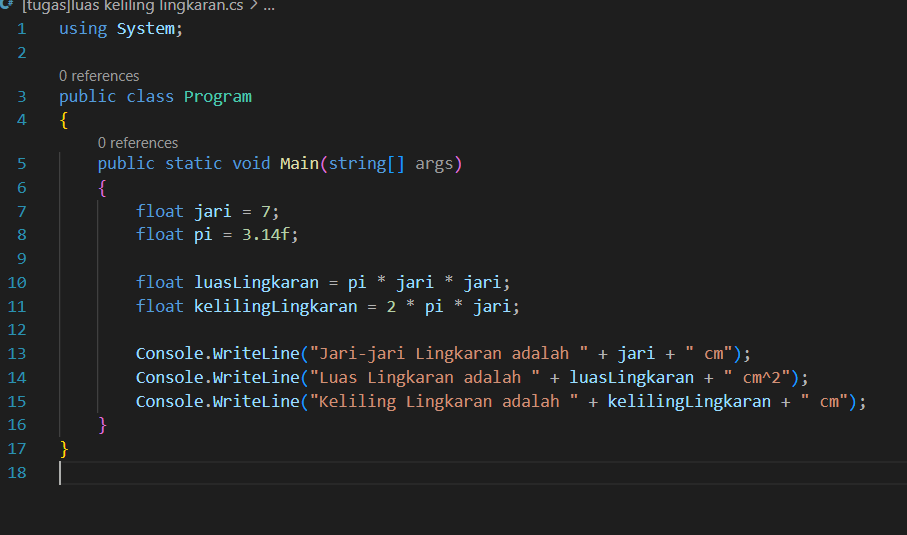 [tugas]luas keliling lingkaran.cs > ...
1 using System;
2
0 references
3 public class Program
4 {
0 references
5 public static void Main(string[] args)
6 {
7 float jari = 7;
8 float pi = 3.14f;
9
10 float luasLingkaran = pi * jari * jari;
11 float kelilingLingkaran = 2 * pi * jari;
12
13 Console.WriteLine("Jari-jari Lingkaran adalah " + jari + " cm");
14 Console.WriteLine("Luas Lingkaran adalah " + luasLingkaran + " cm^2");
15 Console.WriteLine("Keliling Lingkaran adalah " + kelilingLingkaran + " cm");
16 }
17 }
18